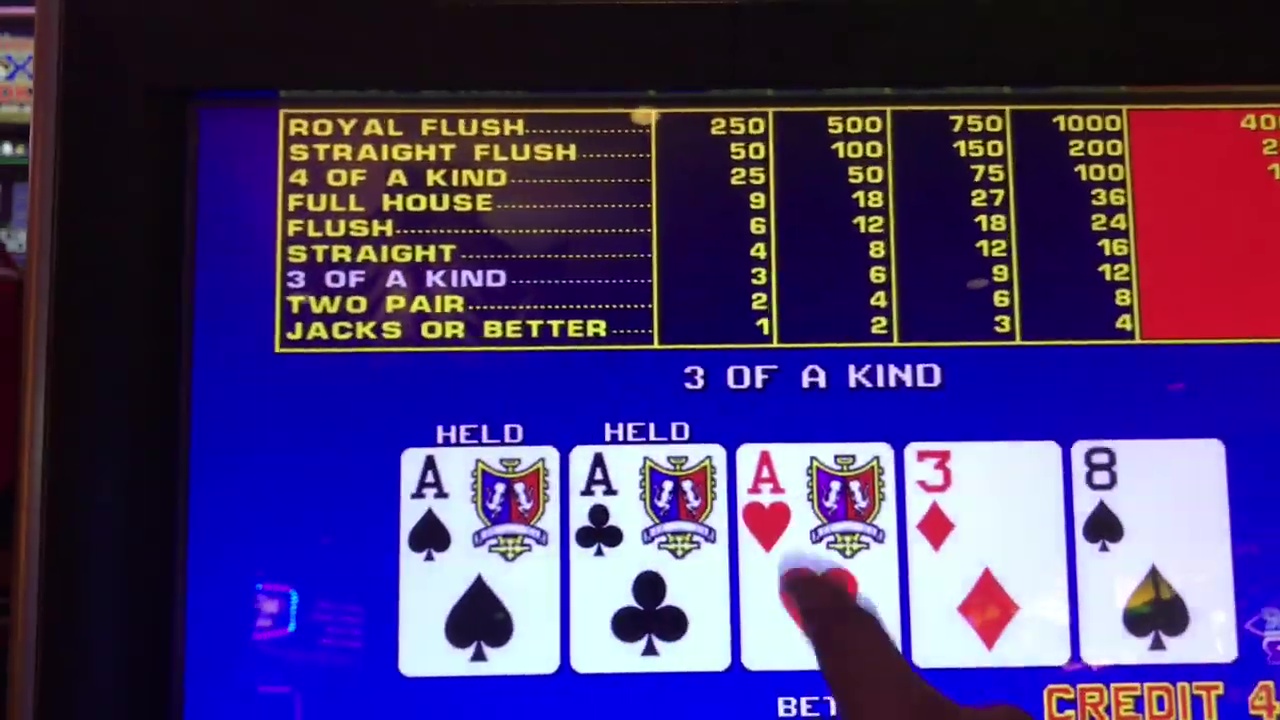 ROYAL FLUSH 250 500 750 1000
STRAIGHT FLUSH 50 100 150 200
4 OF A KIND 25 50 75 100
FULL HOUSE 9 18 27 36
FLUSH 6 12 18 24
STRAIGHT 4 8 12 16
3 OF A KIND 3 6 9 12
TWO PAIR 2 4 6 8
JACKS OR BETTER 1 2 3 4
3 OF A KIND
HELD HELD
A A A 3 8
BET
CREDIT 4